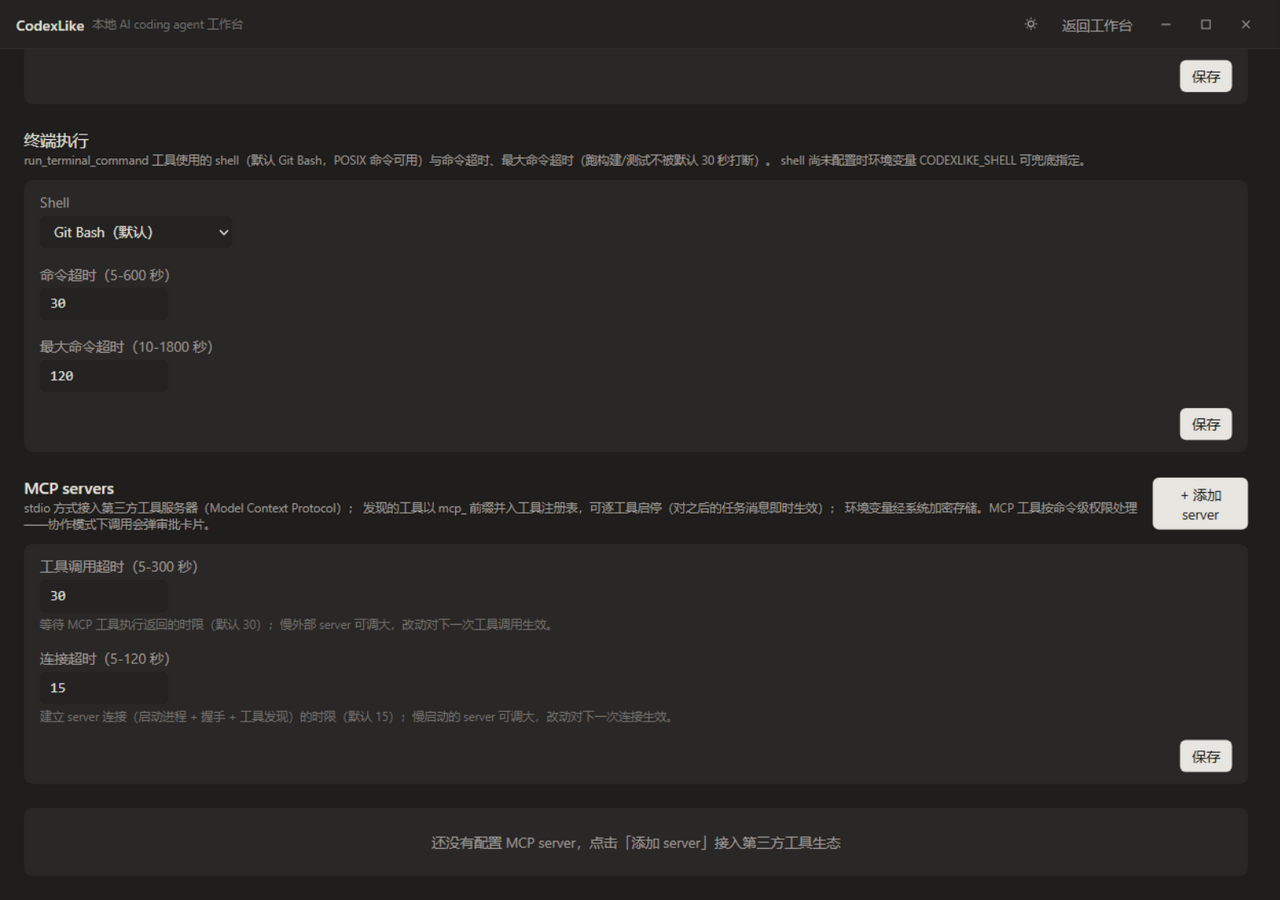 CodexLike 本地 AI coding agent 工作台
返回工作台
保存
终端执行
run_terminal_command 工具使用的 shell（默认 Git Bash，POSIX 命令可用）与命令超时、最大命令超时（跑构建/测试不被默认 30 秒打断）。 shell 尚未配置时环境变量 CODEXLIKE_SHELL 可兜底指定。
Shell
Git Bash（默认）
命令超时（5-600 秒）
30
最大命令超时（10-1800 秒）
120
保存
MCP servers
stdio 方式接入第三方工具服务器（Model Context Protocol）； 发现的工具以 mcp_ 前缀并入工具注册表，可逐工具启停（对之后的任务消息即时生效）； 环境变量经系统加密存储。MCP 工具按命令级权限处理
——协作模式下调用会弹审批卡片。
+ 添加
server
工具调用超时（5-300 秒）
30
等待 MCP 工具执行返回的时限（默认 30）；慢外部 server 可调大，改动对下一次工具调用生效。
连接超时（5-120 秒）
15
建立 server 连接（启动进程 + 握手 + 工具发现）的时限（默认 15）；慢启动的 server 可调大，改动对下一次连接生效。
保存
还没有配置 MCP server，点击「添加 server」接入第三方工具生态